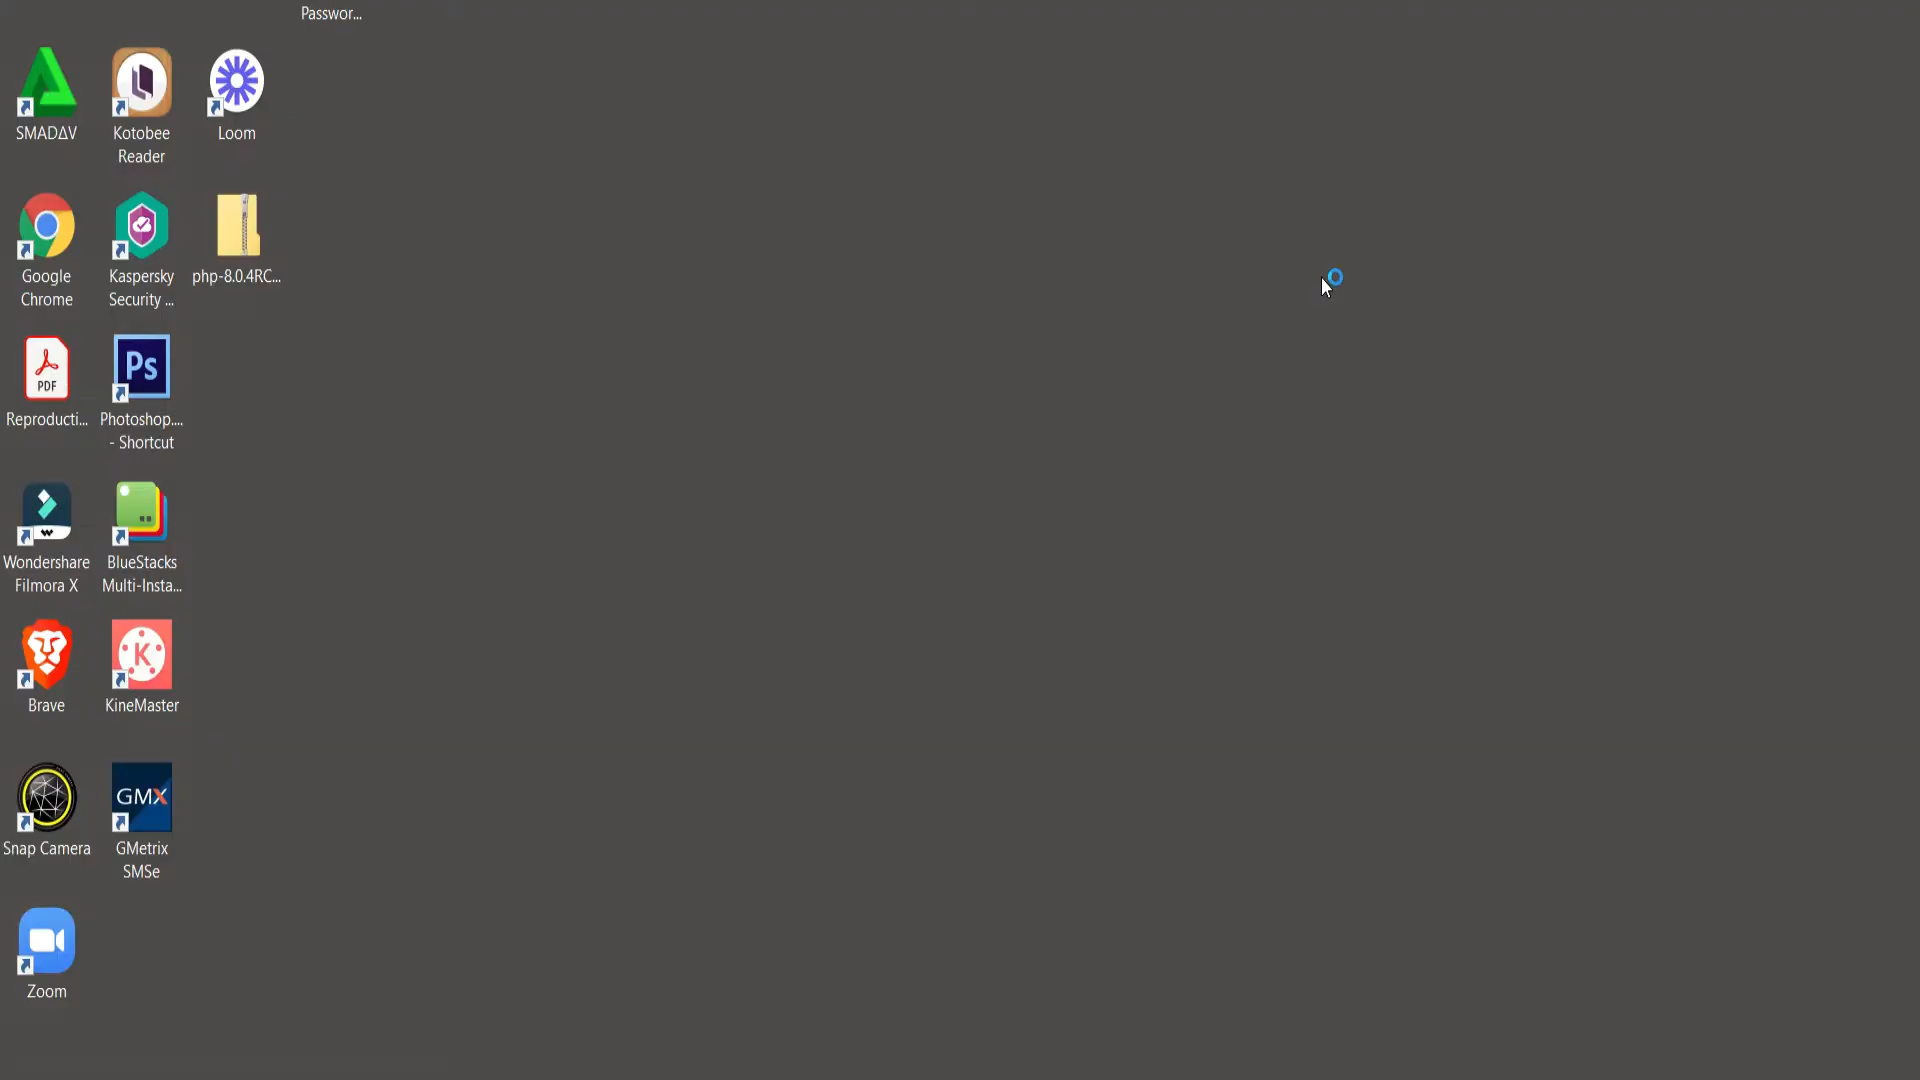 Passwor...
SMADΔV
Kotobee
Reader
Loom
Google
Chrome
Kaspersky
Security ...
php-8.0.4RC...
PDF
Ps
Reproducti...
Photoshop....
- Shortcut
Wondershare
Filmora X
BlueStacks
Multi-Insta...
K
Brave
KineMaster
GMX
Snap Camera
GMetrix
SMSe
Zoom